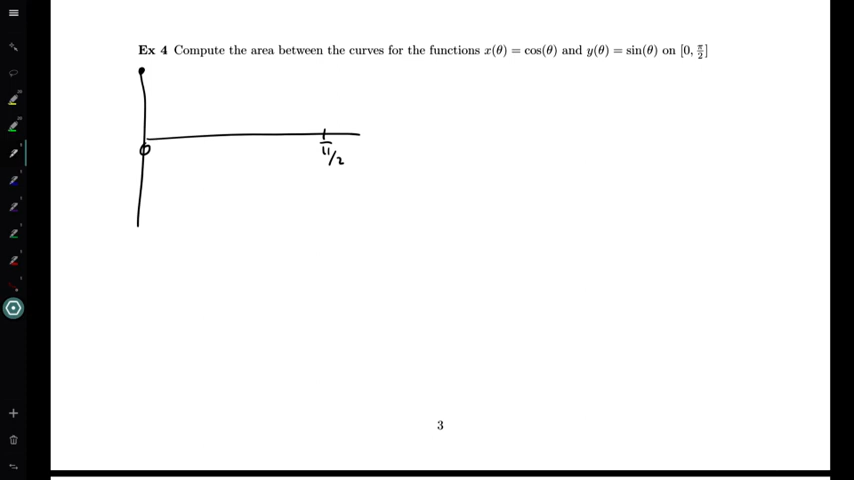 Ex 4 Compute the area between the curves for the functions x(θ) = cos(θ) and y(θ) = sin(θ) on [0, π/2]
0
π/2
3